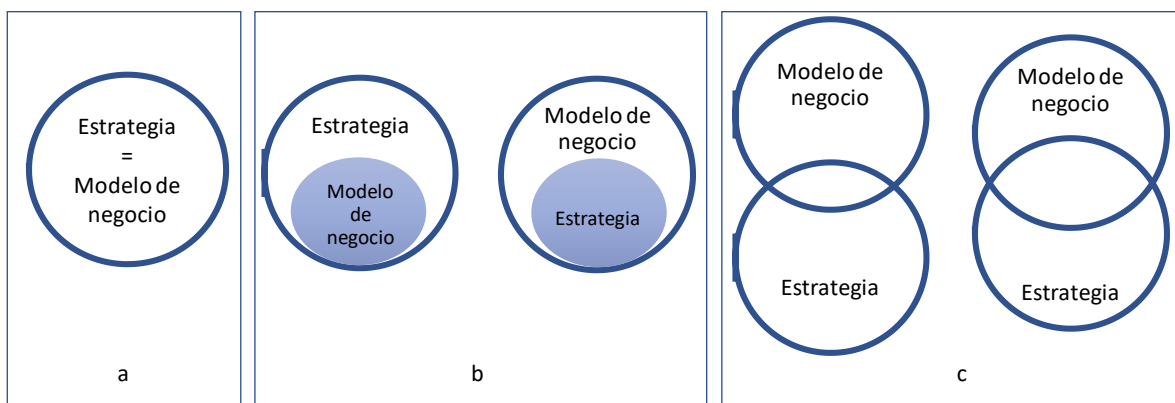 Estrategia
=
Modelo de
negocio
a
Estrategia
Modelo
de
negocio
Modelo de
negocio
Estrategia
b
Modelo de
negocio
Estrategia
Modelo de
negocio
Estrategia
c